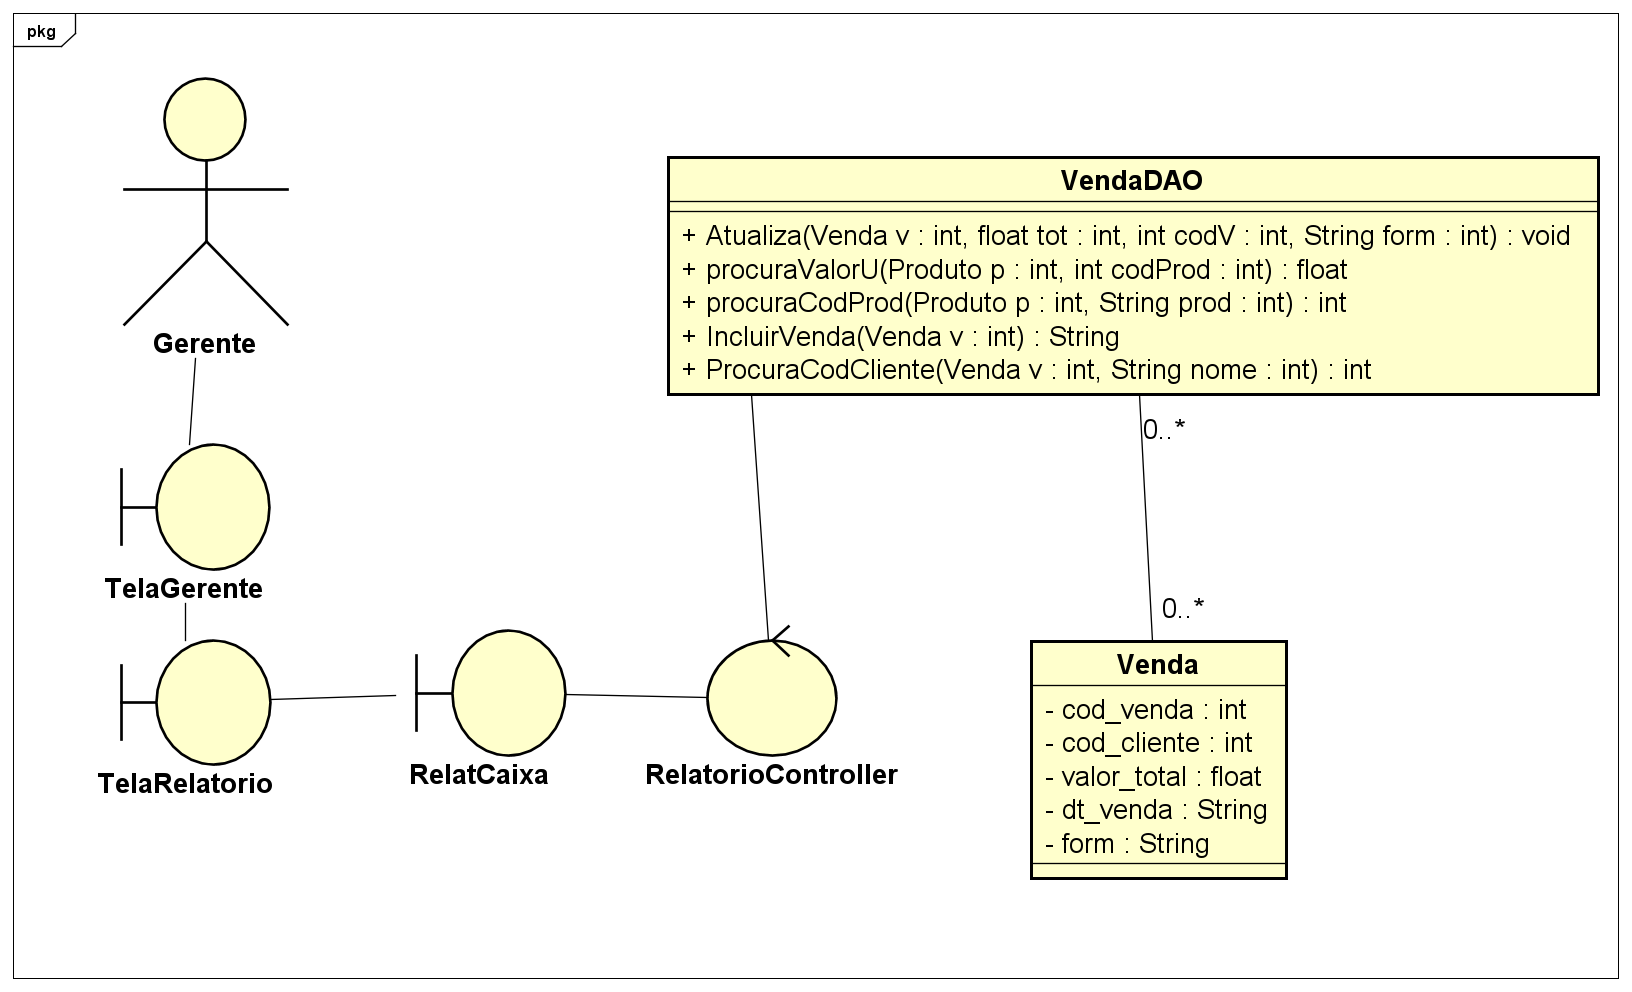 pkg
Gerente
TelaGerente
TelaRelatorio
RelatCaixa
RelatorioController
VendaDAO
+ Atualiza(Venda v : int, float tot : int, int codV : int, String form : int) : void
+ procuraValorU(Produto p : int, int codProd : int) : float
+ procuraCodProd(Produto p : int, String prod : int) : int
+ IncluirVenda(Venda v : int) : String
+ ProcuraCodCliente(Venda v : int, String nome : int) : int
0..*
0..*
Venda
- cod_venda : int
- cod_cliente : int
- valor_total : float
- dt_venda : String
- form : String